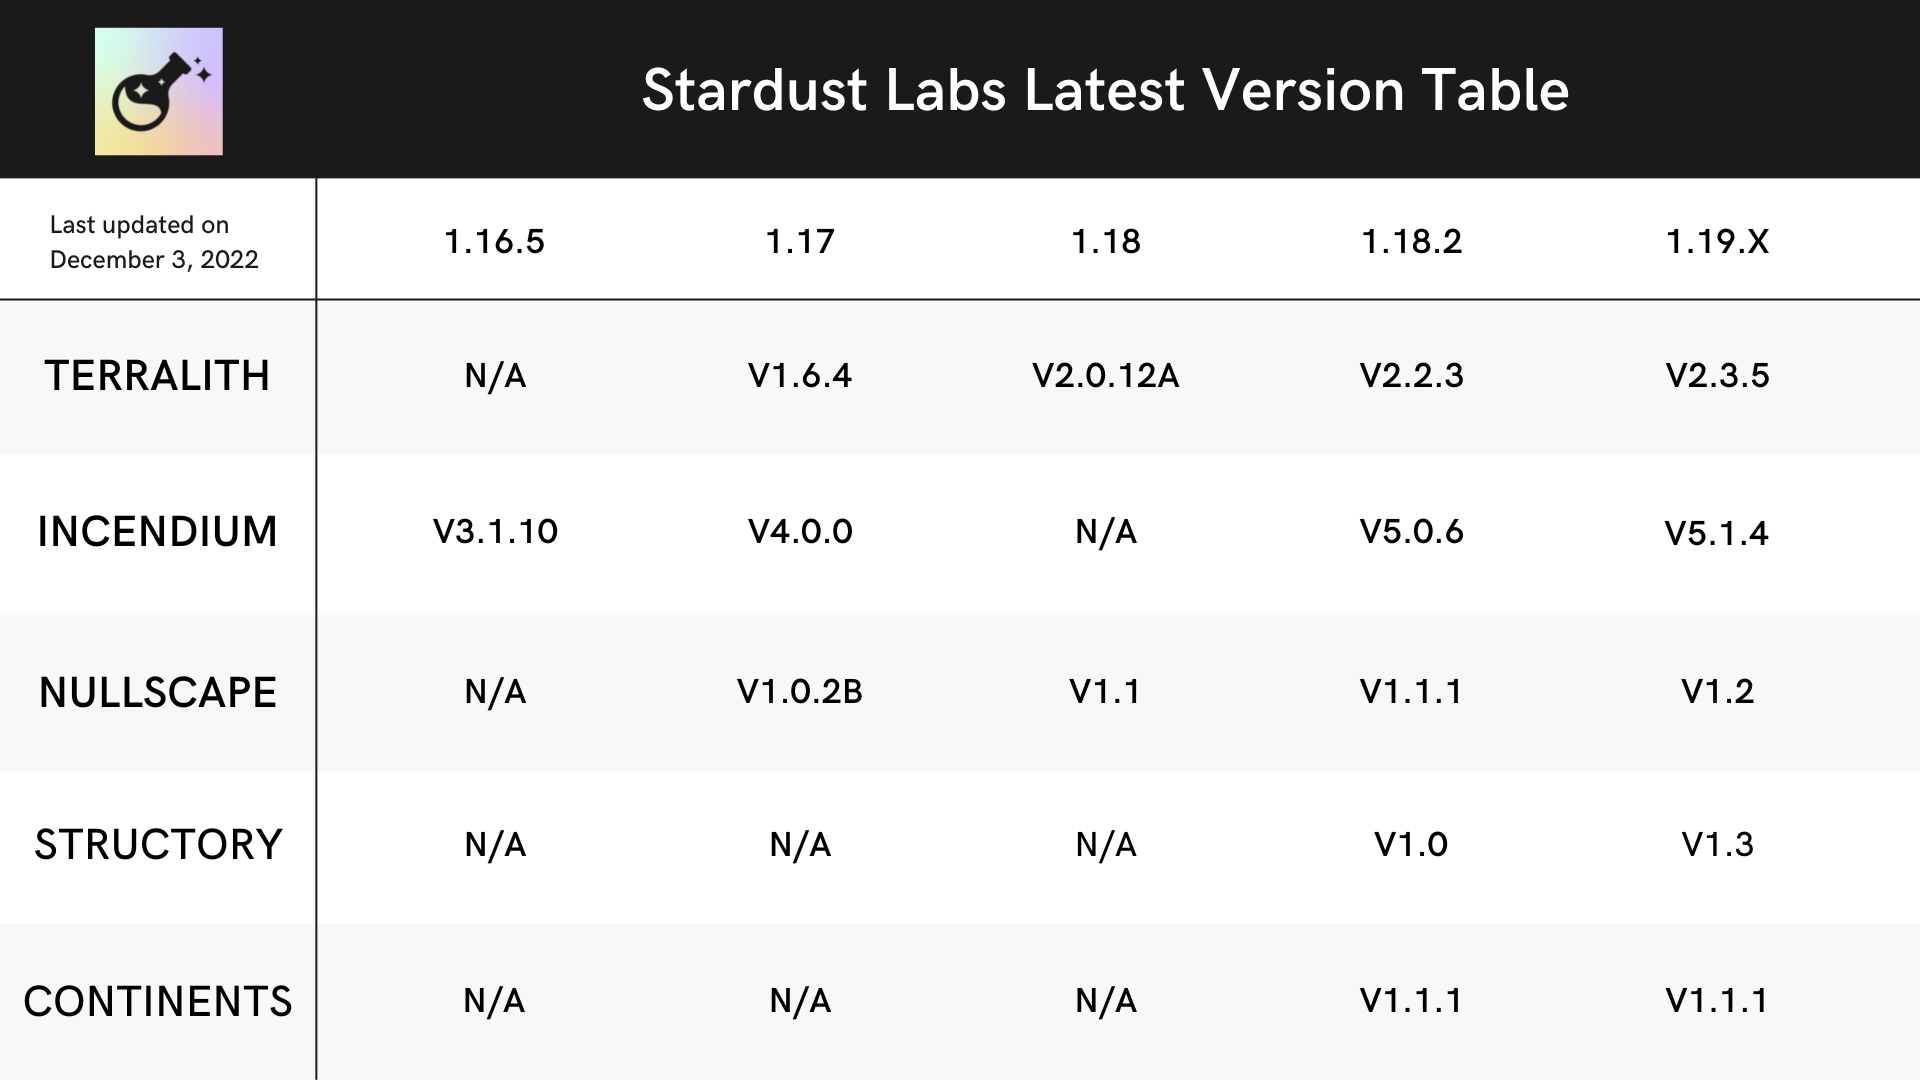 Stardust Labs Latest Version Table
Last updated on
December 3, 2022
1.16.5 1.17 1.18 1.18.2 1.19.X
TERRALITH N/A V1.6.4 V2.0.12A V2.2.3 V2.3.5
INCENDIUM V3.1.10 V4.0.0 N/A V5.0.6 V5.1.4
NULLSCAPE N/A V1.0.2B V1.1 V1.1.1 V1.2
STRUCTORY N/A N/A N/A V1.0 V1.3
CONTINENTS N/A N/A N/A V1.1.1 V1.1.1